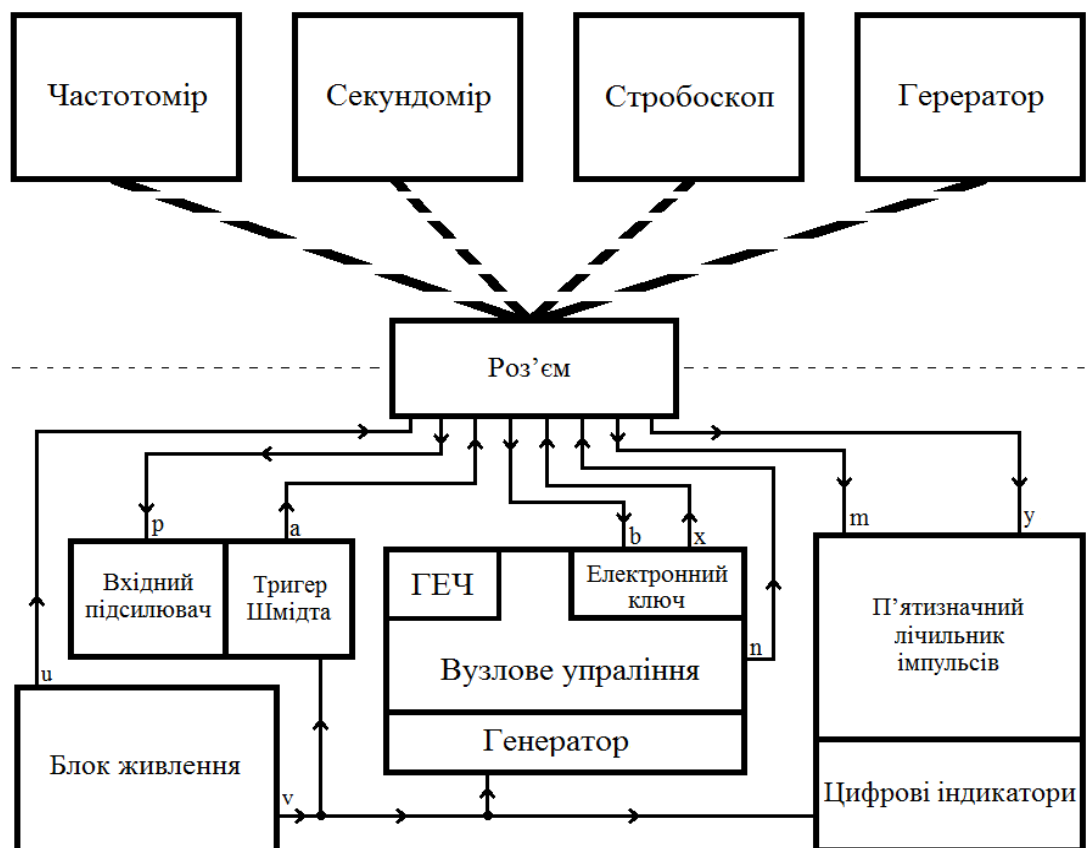 Частотомір
Секундомір
Стробоскоп
Герератор
Роз’єм
p
a
b
x
m
y
Вхідний
підсилювач
Тригер
Шмідта
ГЕЧ
Електронний
ключ
П’ятизначний
лічильник
імпульсів
Вузлове упраління
n
u
Генератор
Блок живлення
v
Цифрові індикатори